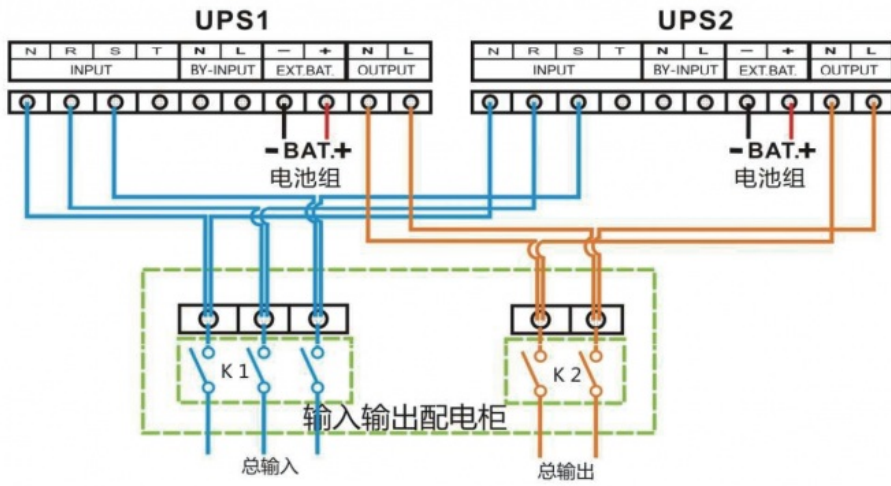 UPS1 UPS2
N R S T N L − + N L N R S T N L − + N L
INPUT BY-INPUT EXT.BAT. OUTPUT INPUT BY-INPUT EXT.BAT. OUTPUT
-BAT.+ -BAT.+
电池组 电池组
K 1 K 2
输入输出配电柜
总输入 总输出